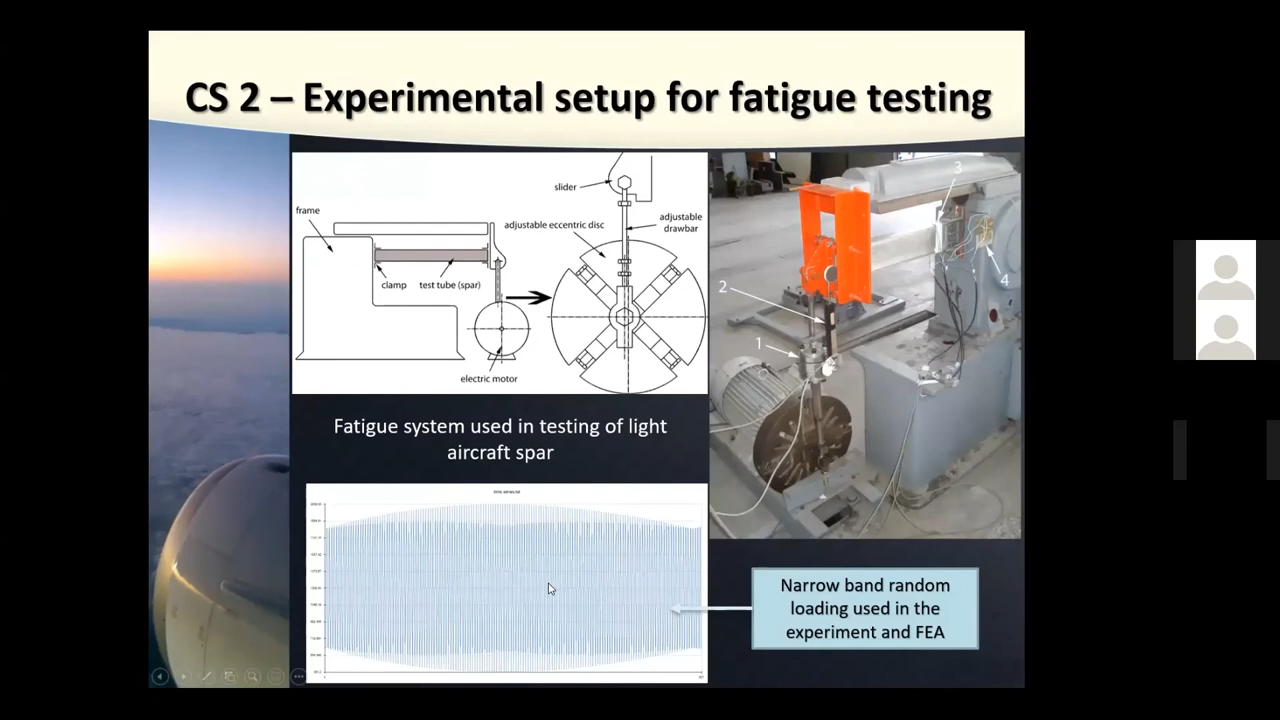 CS 2 – Experimental setup for fatigue testing
slider
frame
adjustable eccentric disc
adjustable
drawbar
clamp
test tube (spar)
electric motor
3
4
2
1
Fatigue system used in testing of light
aircraft spar
Narrow band random
loading used in the
experiment and FEA